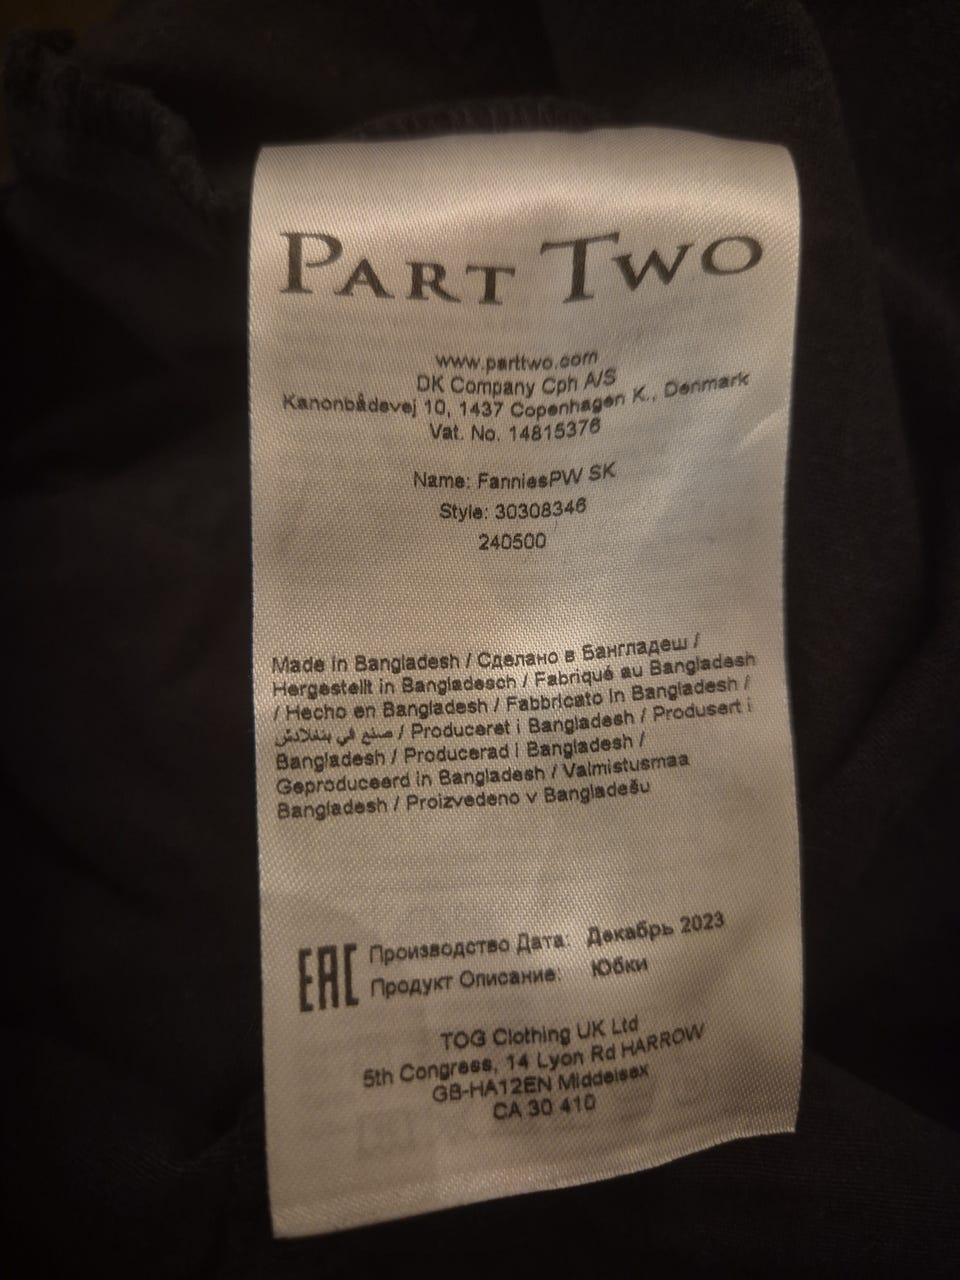 PART TWO
www.parttwo.com
DK Company Cph A/S
Kanonbådsvej 10, 1437 Copenhagen K., Denmark
Vat. No. 14815376
Name: FanniesPW SK
Style: 30308346
240500
Made in Bangladesh / Сделано в Бангладеш /
Hergestellt in Bangladesch / Fabriqué au Bangladesh
/ Hecho en Bangladesh / Fabbricato in Bangladesh /
صنع في بنغلادش / Produceret i Bangladesh / Produsert i
Bangladesh / Producerad i Bangladesh /
Geproduceerd in Bangladesh / Valmistusmaa
Bangladesh / Proizvedeno v Bangladešu
EAC
Производство Дата: Декабрь 2023
Продукт Описание: Юбки
TOG Clothing UK Ltd
5th Congress, 14 Lyon Rd HARROW
GB-HA12EN Middelsex
CA 30 410